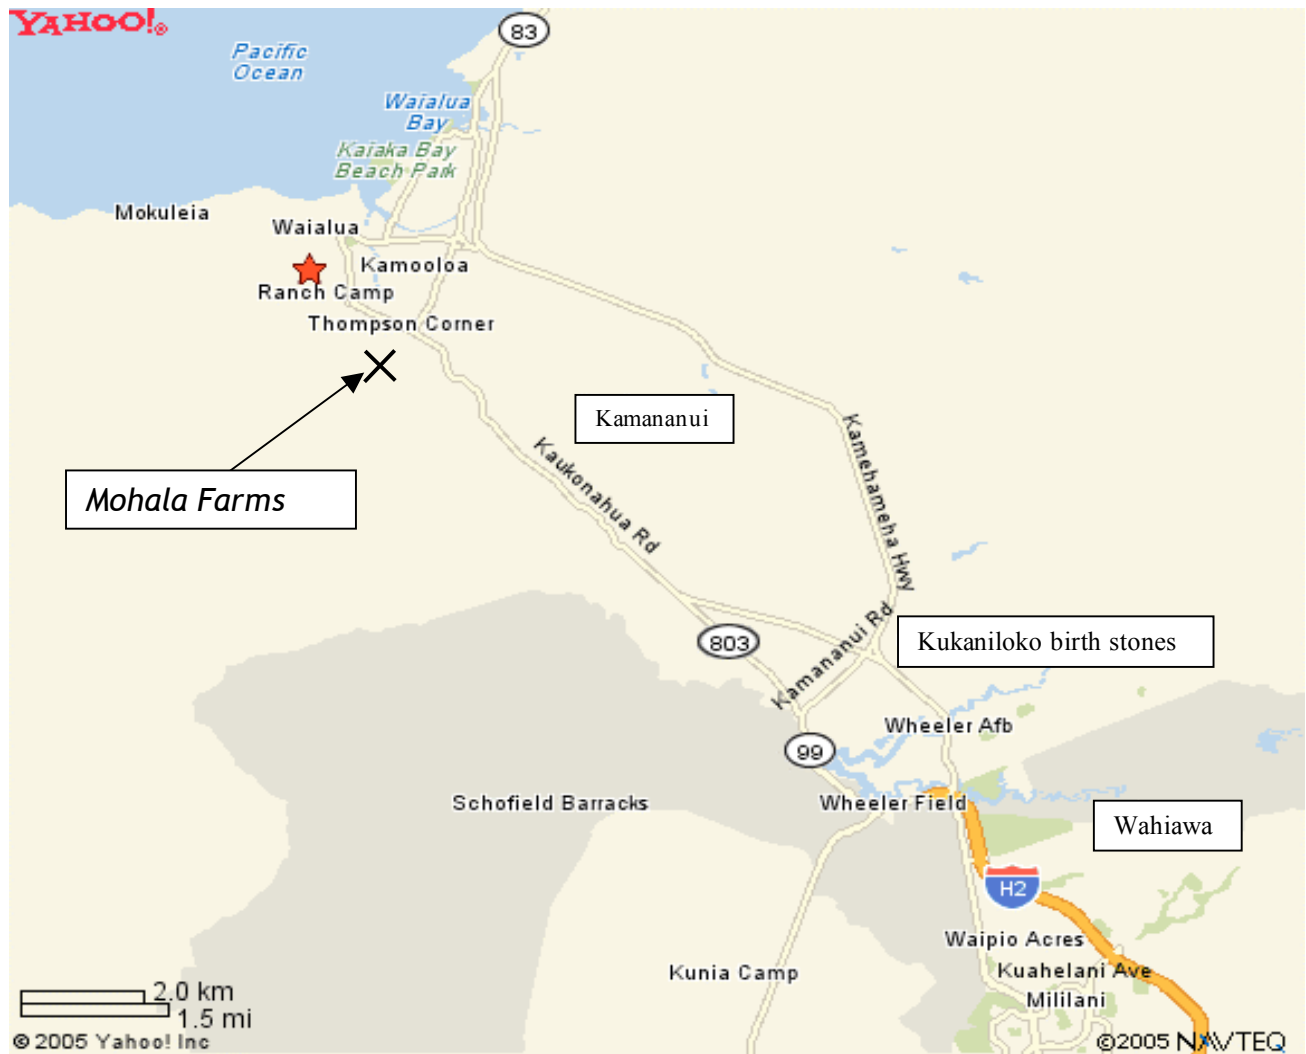 YAHOO!®
83
Pacific
Ocean
Waialua
Bay
Kaiaka Bay
Beach Park
Mokuleia
Waialua
Kamooloa
Ranch Camp
Thompson Corner
Kamananui
Kamehameha Hwy
Kaukonahua Rd
Mohala Farms
Kamananui Rd
803
Kukaniloko birth stones
Wheeler Afb
99
Schofield Barracks
Wheeler Field
Wahiawa
H2
Waipio Acres
Kunia Camp
Kuahelani Ave
Mililani
2.0 km
1.5 mi
© 2005 Yahoo! Inc
©2005 NAVTEQ